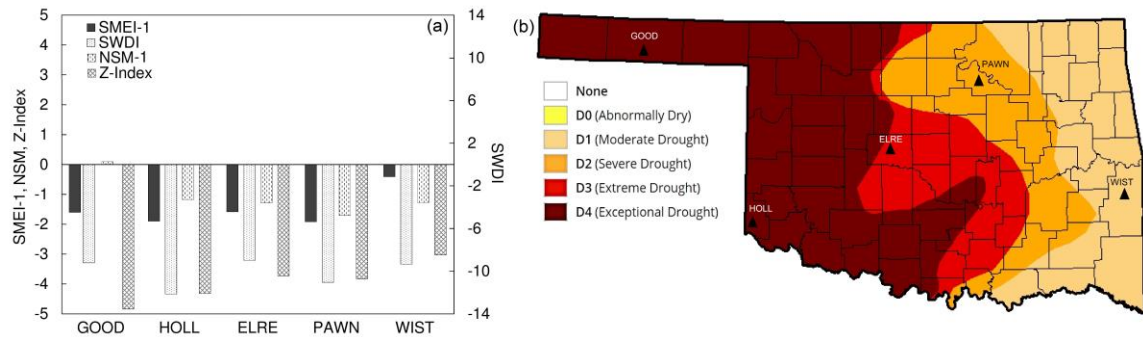 (a)
SMEI-1
SWDI
NSM-1
Z-Index
SMEI-1, NSM, Z-Index
5
4
3
2
1
0
-1
-2
-3
-4
-5
14
10
6
2
-2
-6
-10
-14
SWDI
GOOD HOLL ELRE PAWN WIST
(b)
GOOD
PAWN
ELRE
WIST
HOLL
None
D0 (Abnormally Dry)
D1 (Moderate Drought)
D2 (Severe Drought)
D3 (Extreme Drought)
D4 (Exceptional Drought)